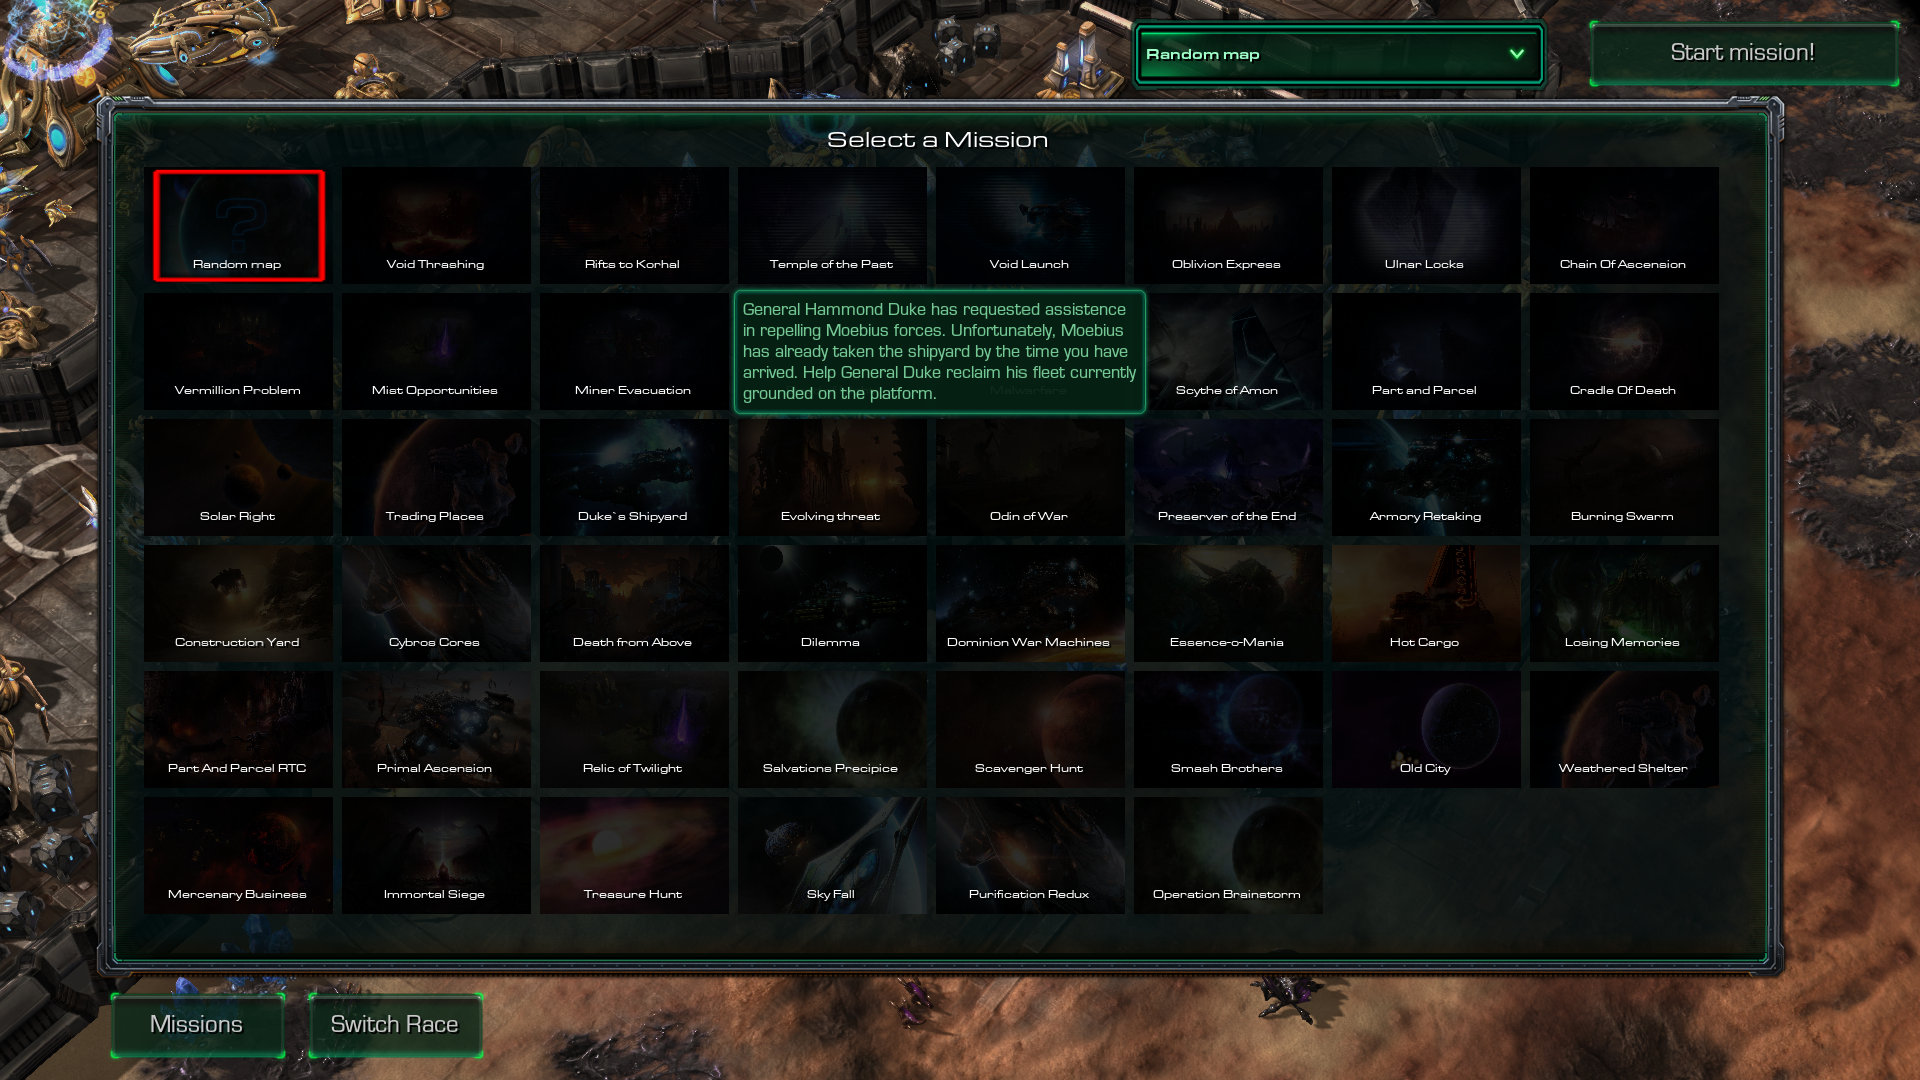 Random map
Start mission!
Select a Mission
Random map
Void Thrashing
Rifts to Korhal
Temple of the Past
Void Launch
Oblivion Express
Ulnar Locks
Chain Of Ascension
General Hammond Duke has requested assistence
in repelling Moebius forces. Unfortunately, Moebius
has already taken the shipyard by the time you have
arrived. Help General Duke reclaim his fleet currently
grounded on the platform.
Vermillion Problem
Mist Opportunities
Miner Evacuation
Scythe of Amon
Part and Parcel
Cradle Of Death
Solar Right
Trading Places
Duke`s Shipyard
Evolving threat
Odin of War
Preserver of the End
Armory Retaking
Burning Swarm
Construction Yard
Cybros Cores
Death from Above
Dilemma
Dominion War Machines
Essence-o-Mania
Hot Cargo
Losing Memories
Part And Parcel RTC
Primal Ascension
Relic of Twilight
Salvations Precipice
Scavenger Hunt
Smash Brothers
Old City
Weathered Shelter
Mercenary Business
Immortal Siege
Treasure Hunt
Sky Fall
Purification Redux
Operation Brainstorm
Missions
Switch Race